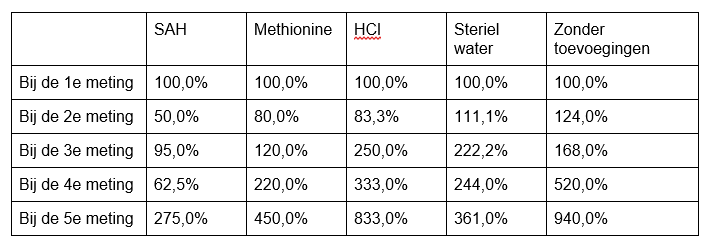 SAH Methionine HCl Steriel water Zonder toevoegingen
Bij de 1e meting 100,0% 100,0% 100,0% 100,0% 100,0%
Bij de 2e meting 50,0% 80,0% 83,3% 111,1% 124,0%
Bij de 3e meting 95,0% 120,0% 250,0% 222,2% 168,0%
Bij de 4e meting 62,5% 220,0% 333,0% 244,0% 520,0%
Bij de 5e meting 275,0% 450,0% 833,0% 361,0% 940,0%